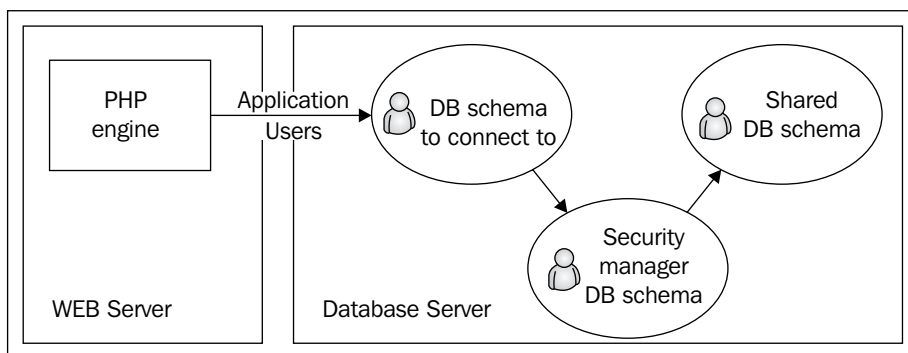 PHP
engine
Application
Users
DB schema
to connect to
Shared
DB schema
Security
manager
DB schema
WEB Server
Database Server